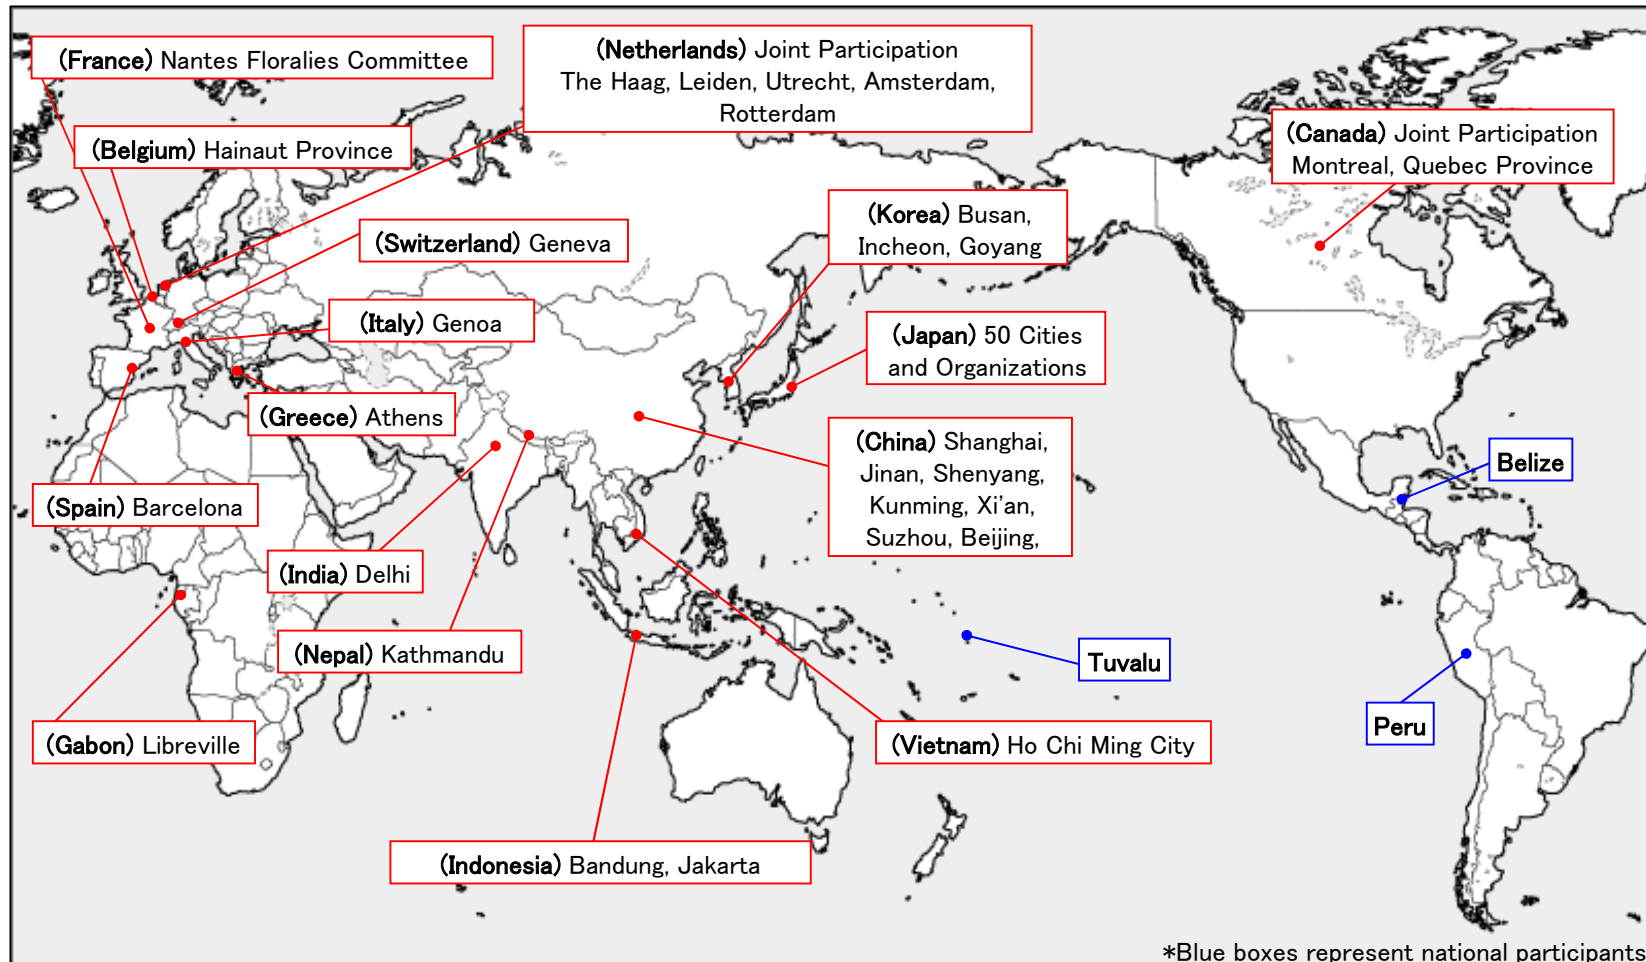 (France) Nantes Floralies Committee
(Netherlands) Joint Participation
The Haag, Leiden, Utrecht, Amsterdam,
Rotterdam
(Belgium) Hainaut Province
(Canada) Joint Participation
Montreal, Quebec Province
(Switzerland) Geneva
(Korea) Busan,
Incheon, Goyang
(Italy) Genoa
(Japan) 50 Cities
and Organizations
(Greece) Athens
(China) Shanghai,
Jinan, Shenyang,
Kunming, Xi'an,
Suzhou, Beijing,
Belize
(Spain) Barcelona
(India) Delhi
(Nepal) Kathmandu
Tuvalu
Peru
(Gabon) Libreville
(Vietnam) Ho Chi Ming City
(Indonesia) Bandung, Jakarta
*Blue boxes represent national participants